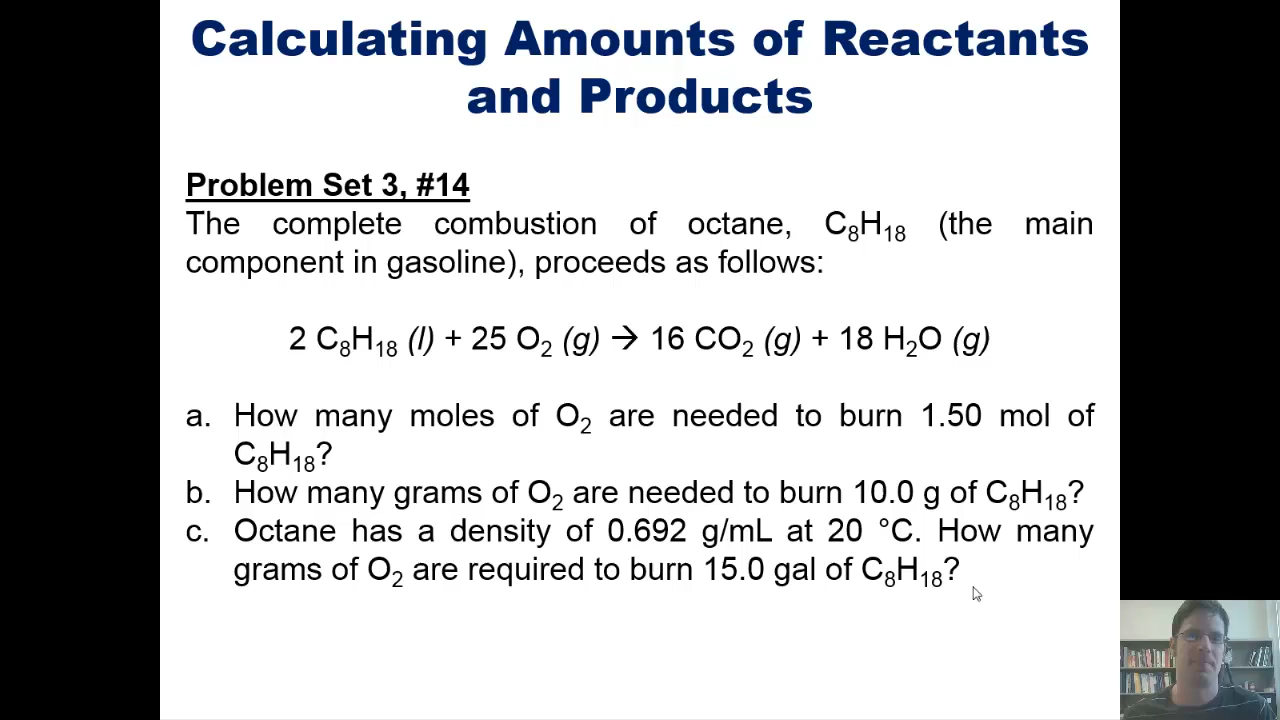 Calculating Amounts of Reactants
and Products
Problem Set 3, #14
The complete combustion of octane, C₈H₁₈ (the main
component in gasoline), proceeds as follows:
2 C₈H₁₈ (l) + 25 O₂ (g) → 16 CO₂ (g) + 18 H₂O (g)
a. How many moles of O₂ are needed to burn 1.50 mol of
C₈H₁₈?
b. How many grams of O₂ are needed to burn 10.0 g of C₈H₁₈?
c. Octane has a density of 0.692 g/mL at 20 °C. How many
grams of O₂ are required to burn 15.0 gal of C₈H₁₈?